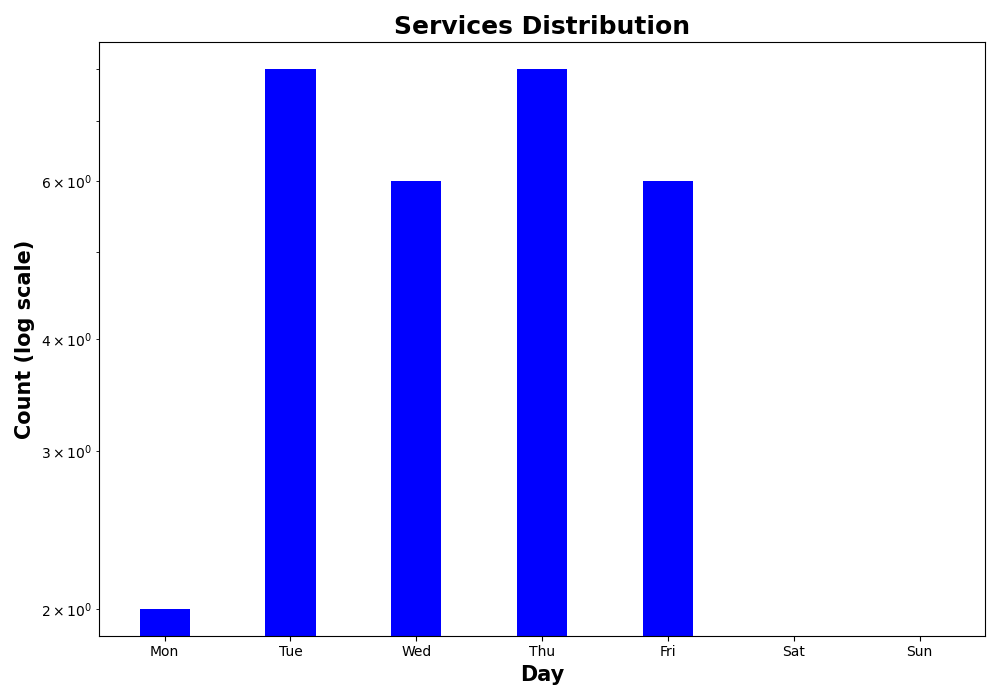 Services Distribution
Count (log scale)
6 × 10⁰
4 × 10⁰
3 × 10⁰
2 × 10⁰
Mon Tue Wed Thu Fri Sat Sun
Day